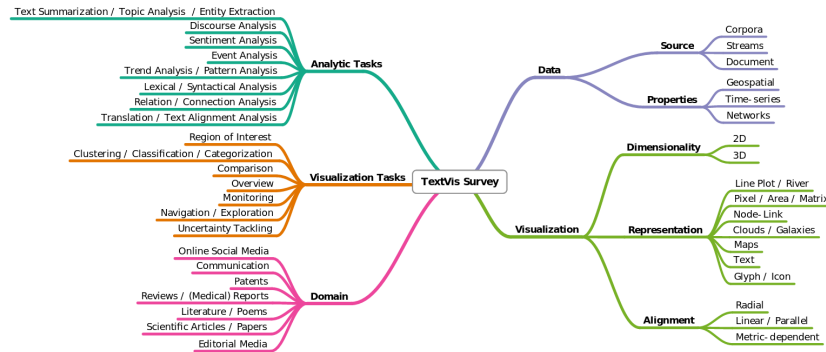 Text Summarization / Topic Analysis / Entity Extraction
Discourse Analysis
Sentiment Analysis
Event Analysis
Trend Analysis / Pattern Analysis
Lexical / Syntactical Analysis
Relation / Connection Analysis
Translation / Text Alignment Analysis
Analytic Tasks
Region of Interest
Clustering / Classification / Categorization
Comparison
Overview
Monitoring
Navigation / Exploration
Uncertainty Tackling
Visualization Tasks
Online Social Media
Communication
Patents
Reviews / (Medical) Reports
Literature / Poems
Scientific Articles / Papers
Editorial Media
Domain
TextVis Survey
Data
Source
Corpora
Streams
Document
Properties
Geospatial
Time-series
Networks
Visualization
Dimensionality
2D
3D
Representation
Line Plot / River
Pixel / Area / Matrix
Node-Link
Clouds / Galaxies
Maps
Text
Glyph / Icon
Alignment
Radial
Linear / Parallel
Metric-dependent